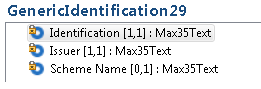 GenericIdentification29
Identification [1,1] : Max35Text
Issuer [1,1] : Max35Text
Scheme Name [0,1] : Max35Text